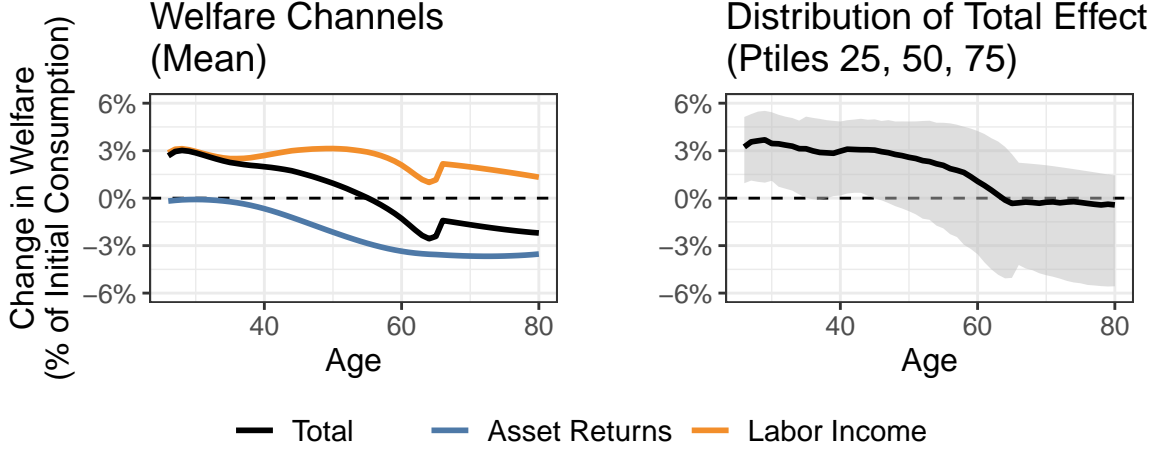 Welfare Channels
(Mean)
Distribution of Total Effect
(Ptiles 25, 50, 75)
Change in Welfare
(% of Initial Consumption)
6%
3%
0%
−3%
−6%
40
60
80
Age
6%
3%
0%
−3%
−6%
40
60
80
Age
Total
Asset Returns
Labor Income